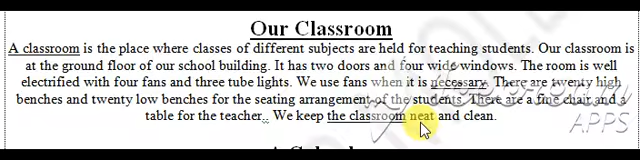 Our Classroom
A classroom is the place where classes of different subjects are held for teaching students. Our classroom is
at the ground floor of our school building. It has two doors and four wide windows. The room is well
electrified with four fans and three tube lights. We use fans when it is necessary. There are twenty high
benches and twenty low benches for the seating arrangement of the students. There are a fine chair and a
table for the teacher.. We keep the classroom neat and clean.
APPS